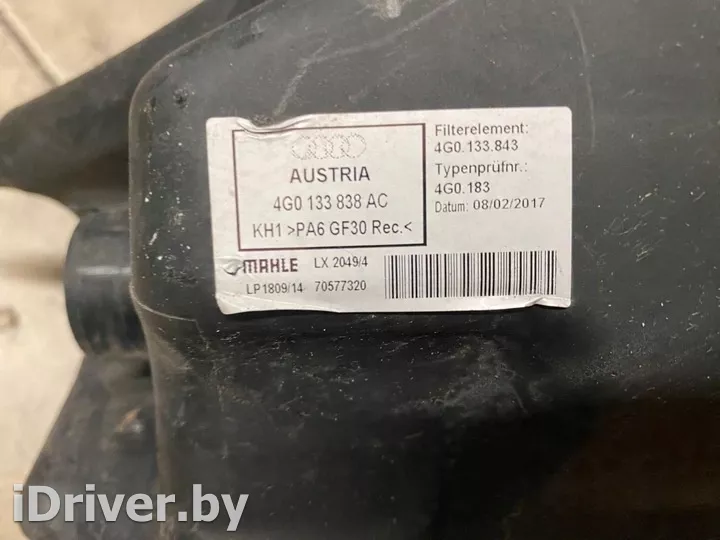 AUSTRIA
4G0 133 838 AC
KH1 >PA6 GF30 Rec.<
Filterelement:
4G0.133.843
Typenprüfnr.:
4G0.183
Datum: 08/02/2017
MAHLE LX 2049/4
LP1809/14 70577320
iDriver.by